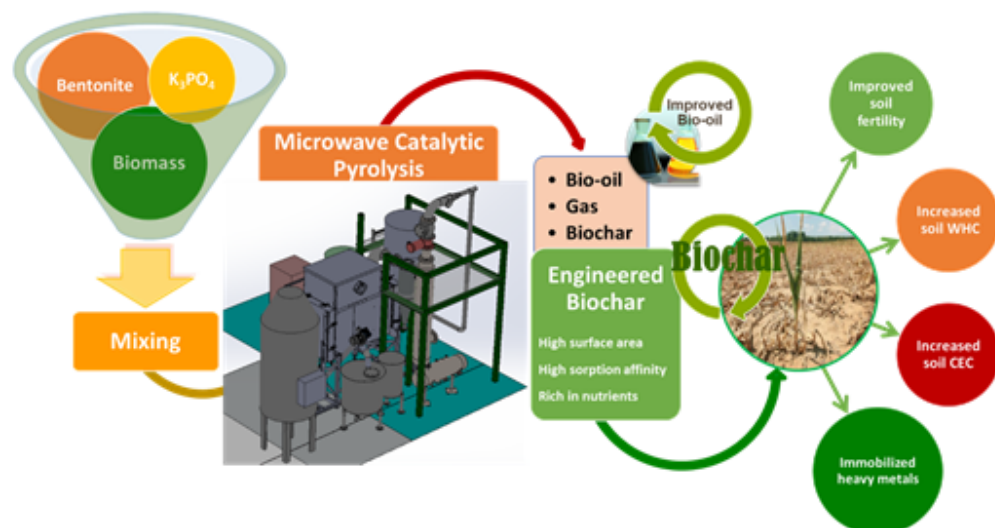 Bentonite
K₃PO₄
Biomass
Mixing
Microwave Catalytic
Pyrolysis
• Bio-oil
• Gas
• Biochar
Improved
Bio-oil
Engineered
Biochar
High surface area
High sorption affinity
Rich in nutrients
Biochar
Improved
soil
fertility
Increased
soil WHC
Increased
soil CEC
Immobilized
heavy metals